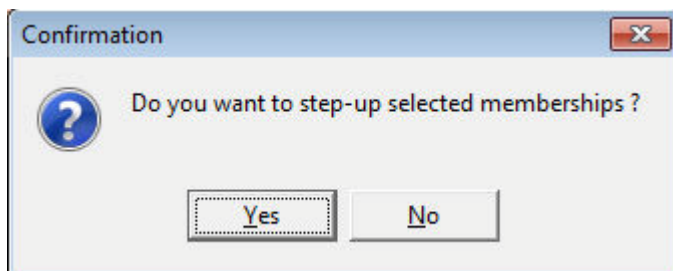 Confirmation
Do you want to step-up selected memberships ?
Yes
No